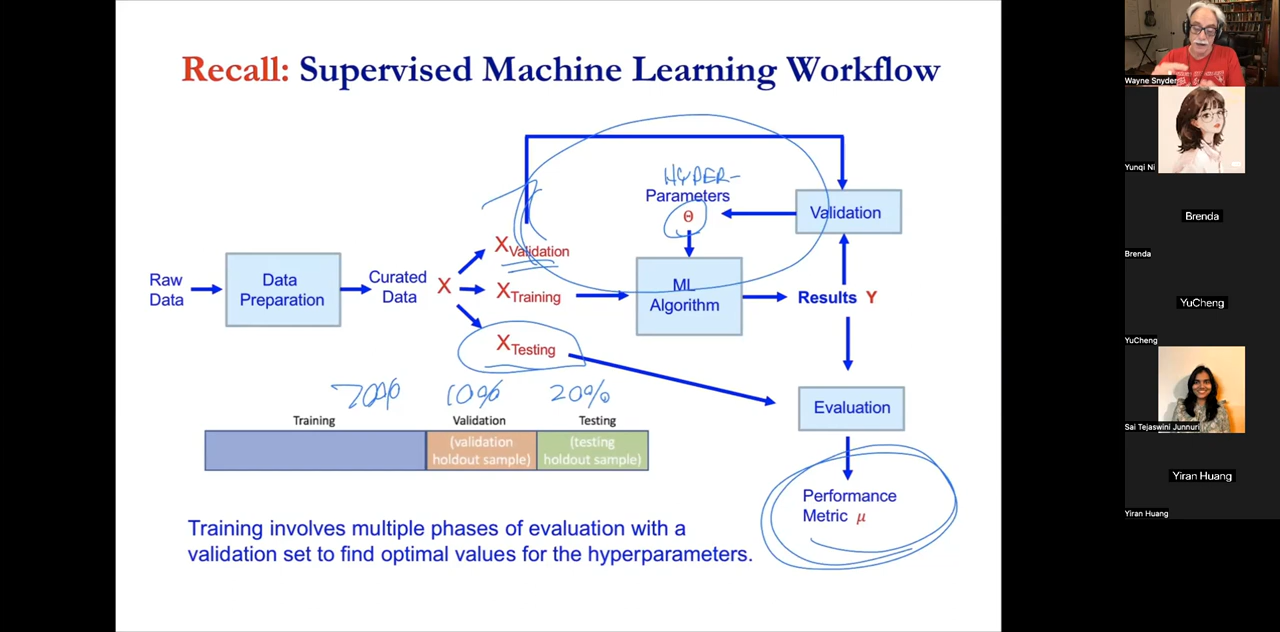 Recall: Supervised Machine Learning Workflow
HYPER-
Parameters
Θ
Validation
X Validation
Raw
Data
Data
Preparation
Curated
Data
X
X Training
ML
Algorithm
Results Y
X Testing
70% 10% 20%
Training Validation Testing
(validation
holdout sample)
(testing
holdout sample)
Evaluation
Performance
Metric μ
Training involves multiple phases of evaluation with a
validation set to find optimal values for the hyperparameters.
Wayne Snyder
Yunqi Ni
Brenda
Brenda
YuCheng
YuCheng
Sai Tejaswini Junnuri
Yiran Huang
Yiran Huang